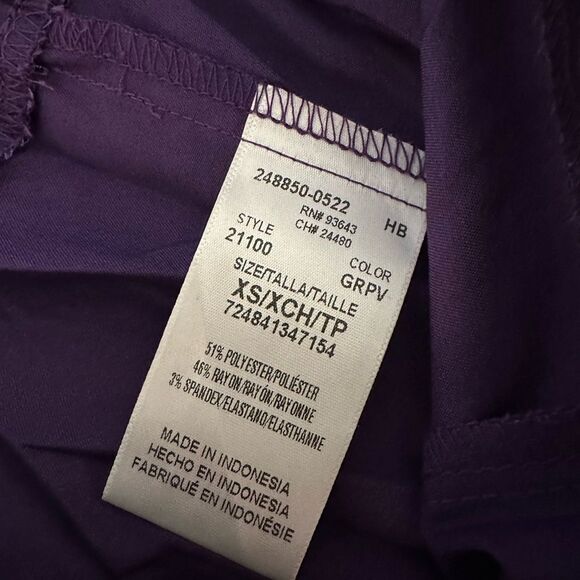 248850-0522 HB
RN# 93643
CH# 24480
STYLE COLOR
21100 GRPV
SIZE/TALLA/TAILLE
XS/XCH/TP
724841347154
51% POLYESTER/POLIÉSTER
46% RAYON/RAYÓN/RAYONNE
3% SPANDEX/ELASTANO/ELASTHANNE
MADE IN INDONESIA
HECHO EN INDONESIA
FABRIQUÉ EN INDONÉSIE